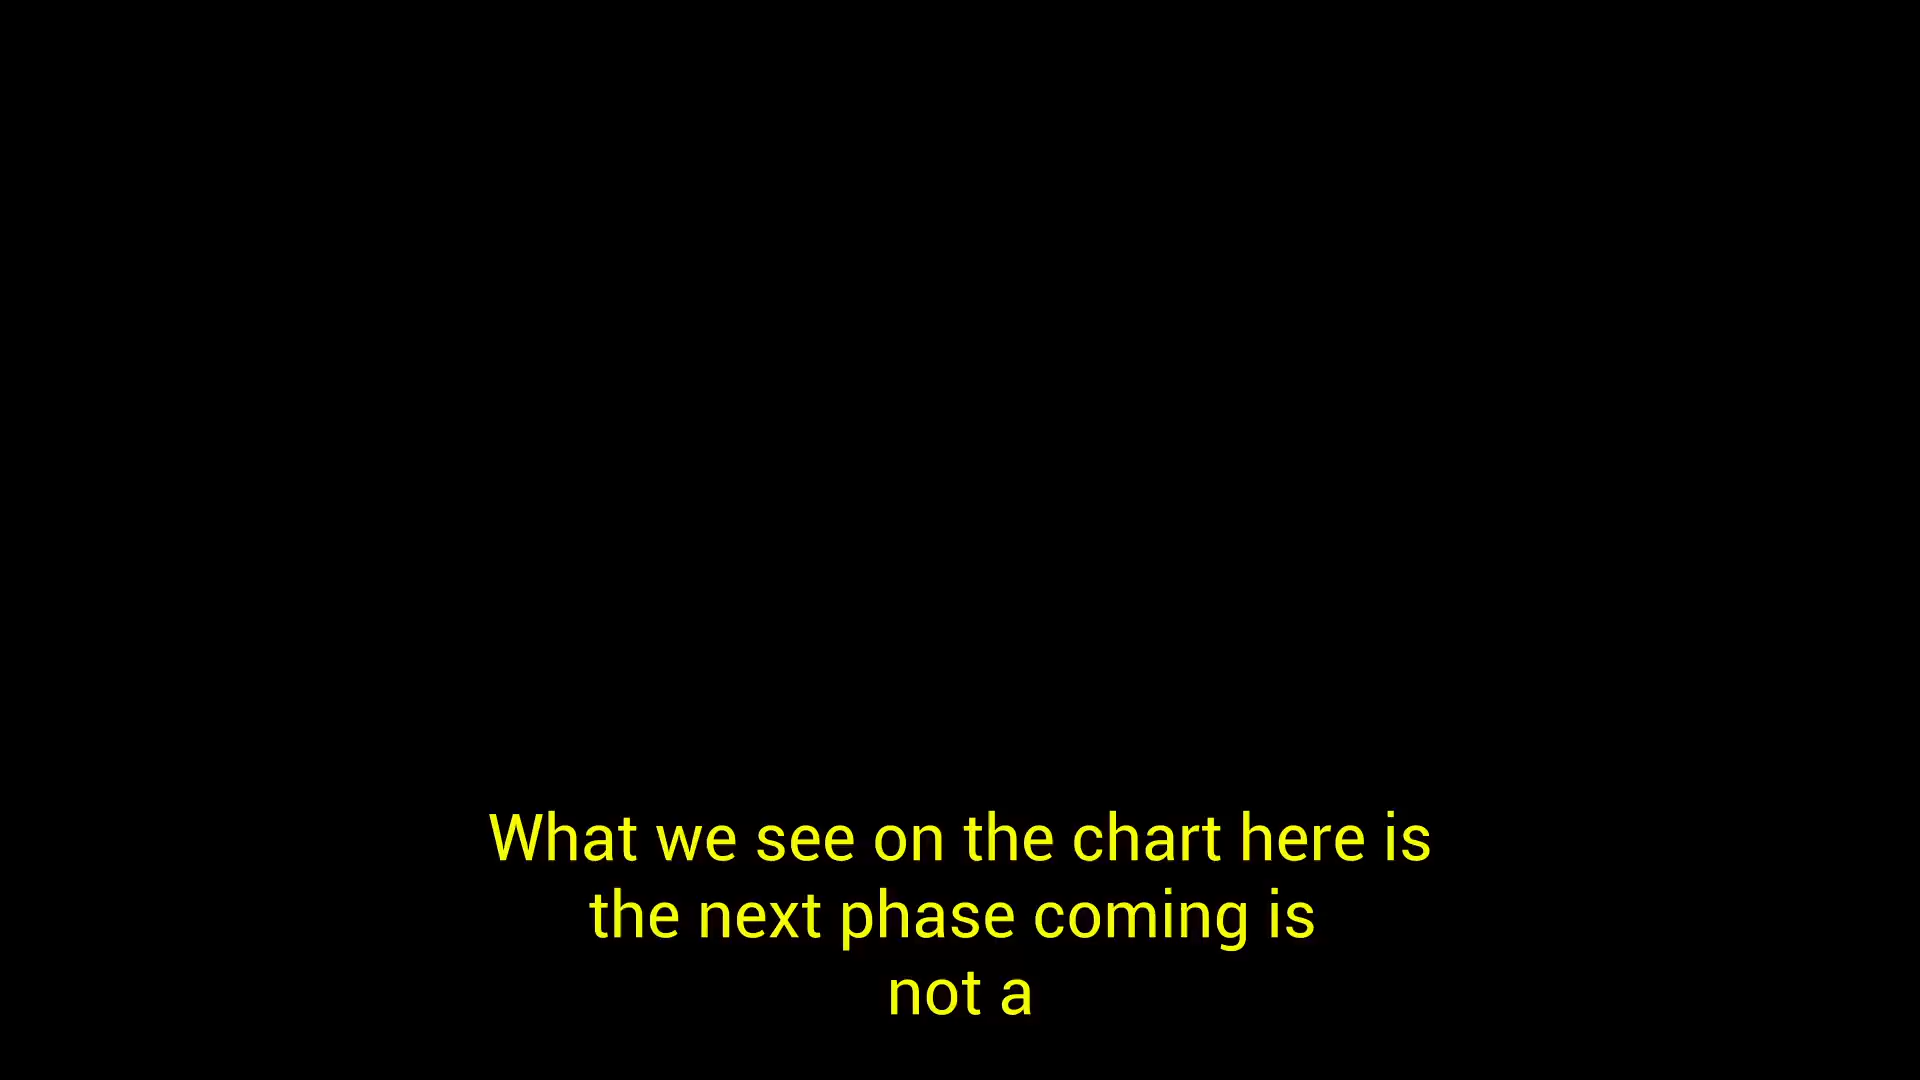 What we see on the chart here is
the next phase coming is
not a